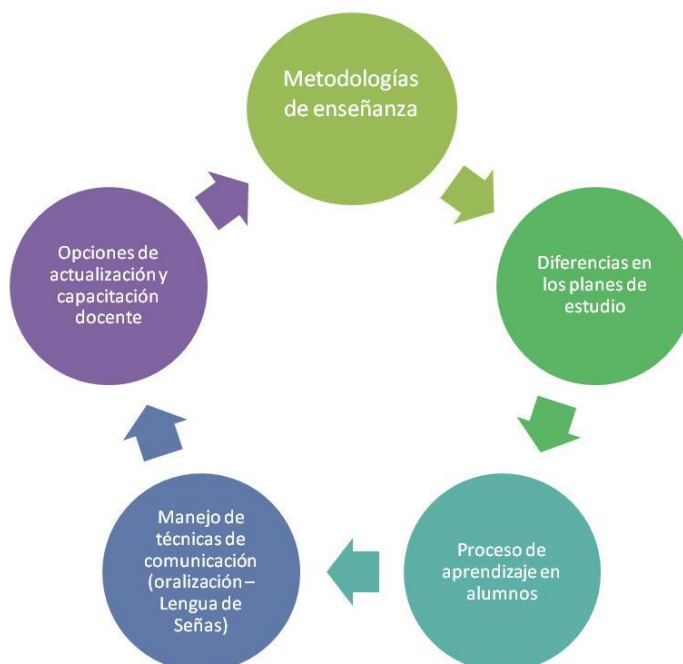 Metodologías
de enseñanza
Diferencias en
los planes de
estudio
Proceso de
aprendizaje en
alumnos
Manejo de
técnicas de
comunicación
(oralización –
Lengua de
Señas)
Opciones de
actualización y
capacitación
docente